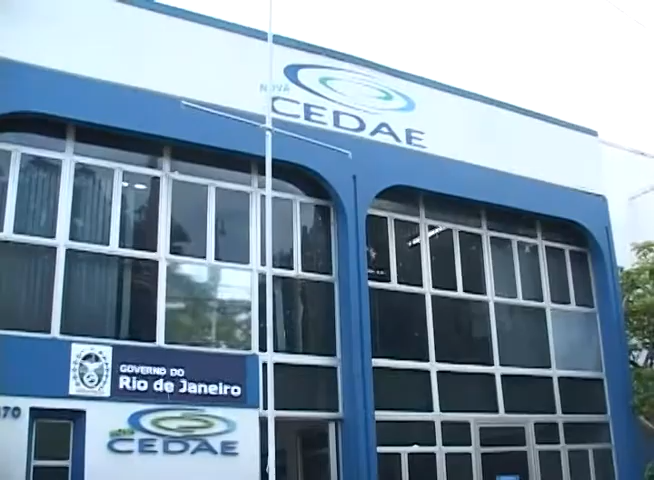 NOVA
CEDAE
GOVERNO DO
Rio de Janeiro
CEDAE